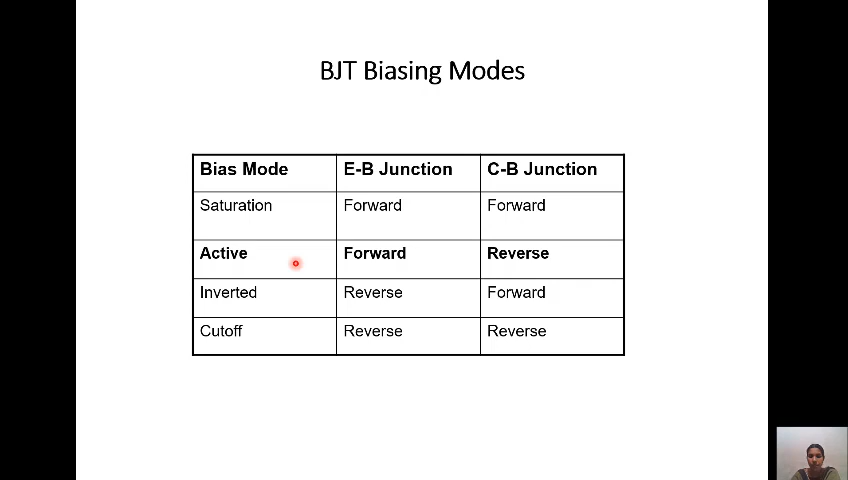 BJT Biasing Modes
Bias Mode E-B Junction C-B Junction
Saturation Forward Forward
Active Forward Reverse
Inverted Reverse Forward
Cutoff Reverse Reverse